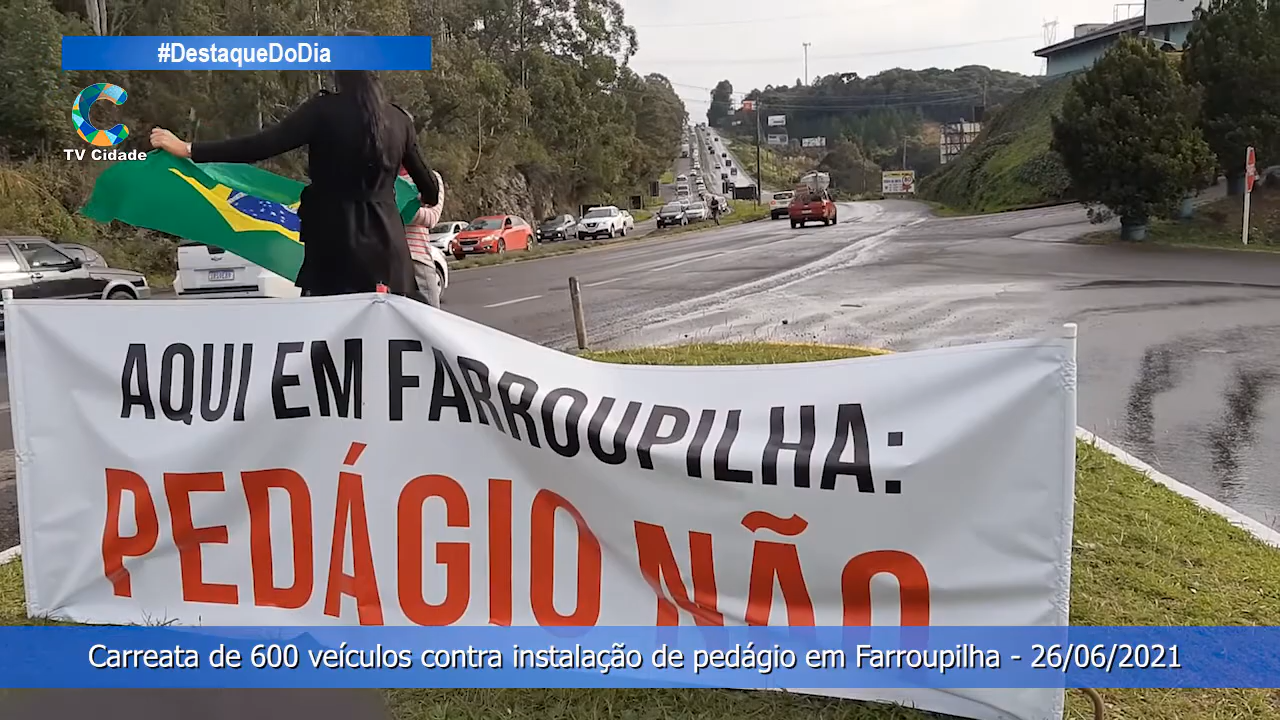 #DestaqueDoDia
TV Cidade
AQUI EM FARROUPILHA:
PEDÁGIO NÃO
Carreata de 600 veículos contra instalação de pedágio em Farroupilha - 26/06/2021